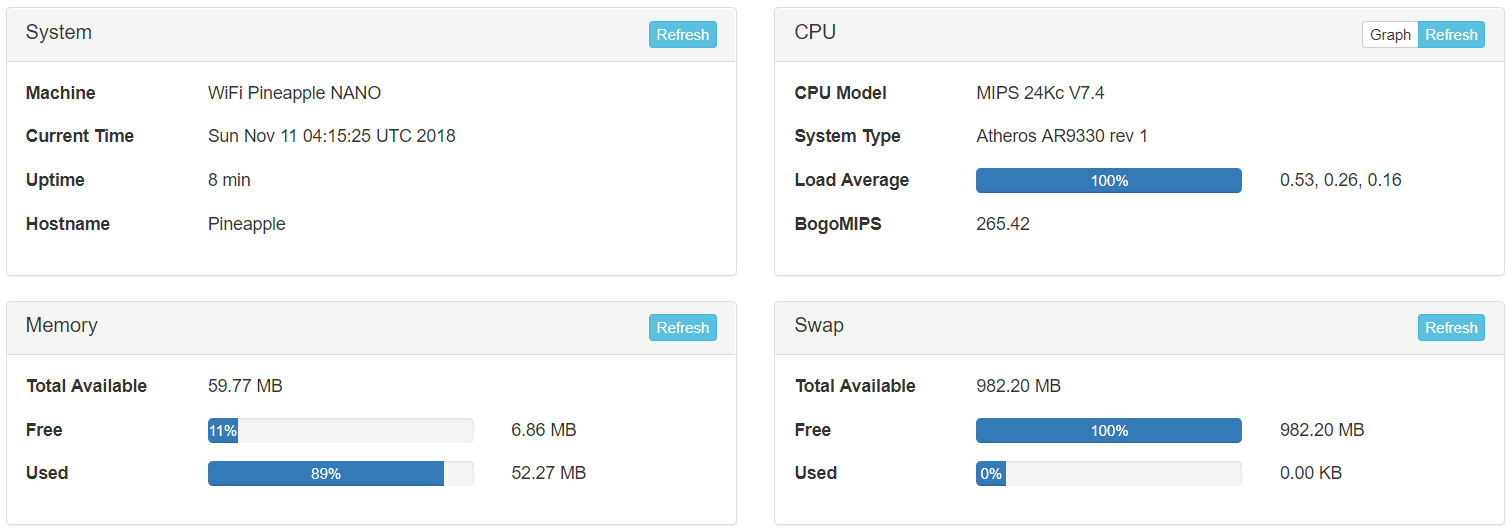 System Refresh
Machine WiFi Pineapple NANO
Current Time Sun Nov 11 04:15:25 UTC 2018
Uptime 8 min
Hostname Pineapple
CPU Graph Refresh
CPU Model MIPS 24Kc V7.4
System Type Atheros AR9330 rev 1
Load Average 100% 0.53, 0.26, 0.16
BogoMIPS 265.42
Memory Refresh
Total Available 59.77 MB
Free 11% 6.86 MB
Used 89% 52.27 MB
Swap Refresh
Total Available 982.20 MB
Free 100% 982.20 MB
Used 0% 0.00 KB